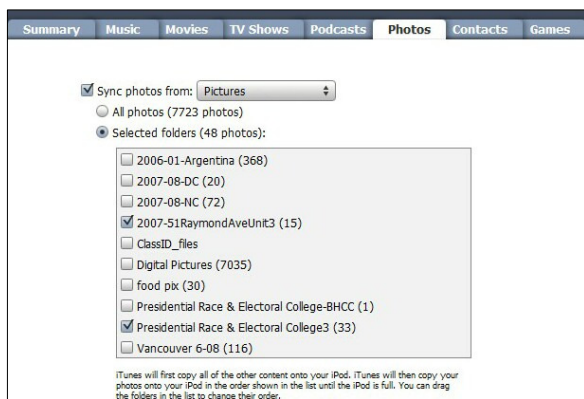 Summary Music Movies TV Shows Podcasts Photos Contacts Games
Sync photos from: Pictures
All photos (7723 photos)
Selected folders (48 photos):
2006-01-Argentina (368)
2007-08-DC (20)
2007-08-NC (72)
2007-51RaymondAveUnit3 (15)
ClassID_files
Digital Pictures (7035)
food pix (30)
Presidential Race & Electoral College-BHCC (1)
Presidential Race & Electoral College3 (33)
Vancouver 6-08 (116)
iTunes will first copy all of the other content onto your iPod. iTunes will then copy your
photos onto your iPod in the order shown in the list until the iPod is full. You can drag
the folders in the list to change their order.